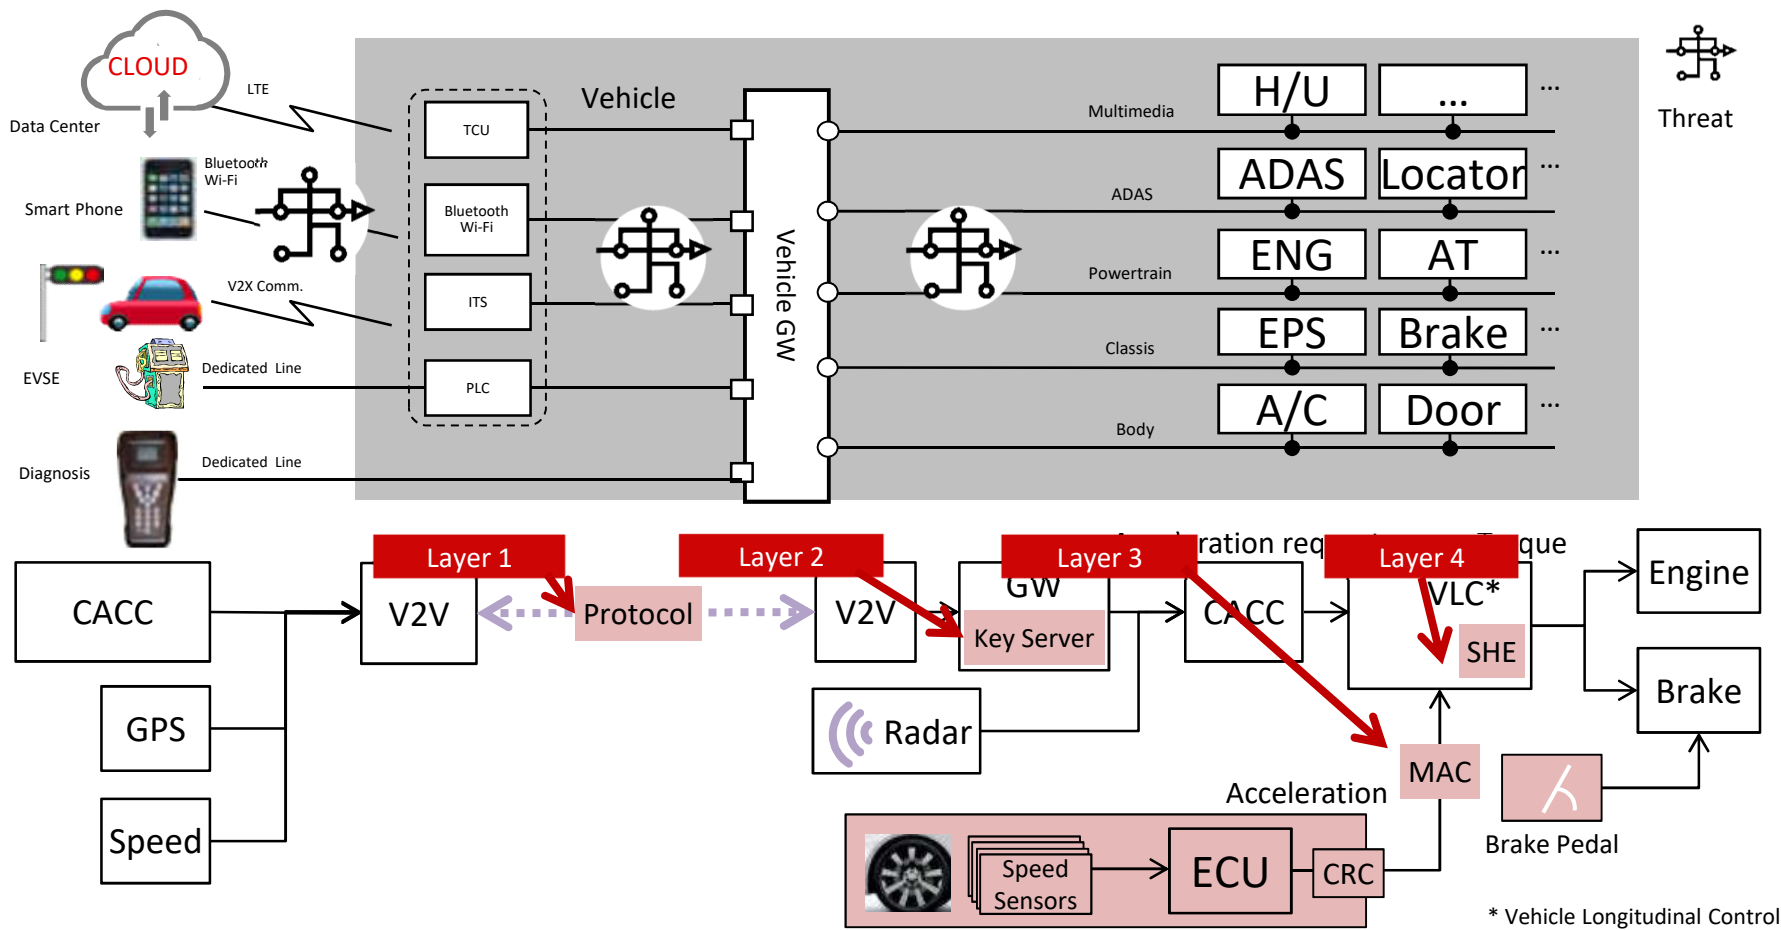 CLOUD
LTE
Data Center
Bluetooth
Wi-Fi
Smart Phone
V2X Comm.
EVSE
Dedicated Line
Diagnosis
Dedicated Line
Vehicle
TCU
Bluetooth
Wi-Fi
ITS
PLC
Vehicle GW
Multimedia
H/U
...
...
ADAS
ADAS
Locator
...
Powertrain
ENG
AT
...
Classis
EPS
Brake
...
Body
A/C
Door
...
Threat
Layer 1
Layer 2
Layer 3
Layer 4
CACC
V2V
Protocol
V2V
GW
Key Server
CACC
VLC*
SHE
Engine
Brake
GPS
Radar
MAC
Speed
Acceleration
Speed
Sensors
ECU
CRC
Brake Pedal
* Vehicle Longitudinal Control